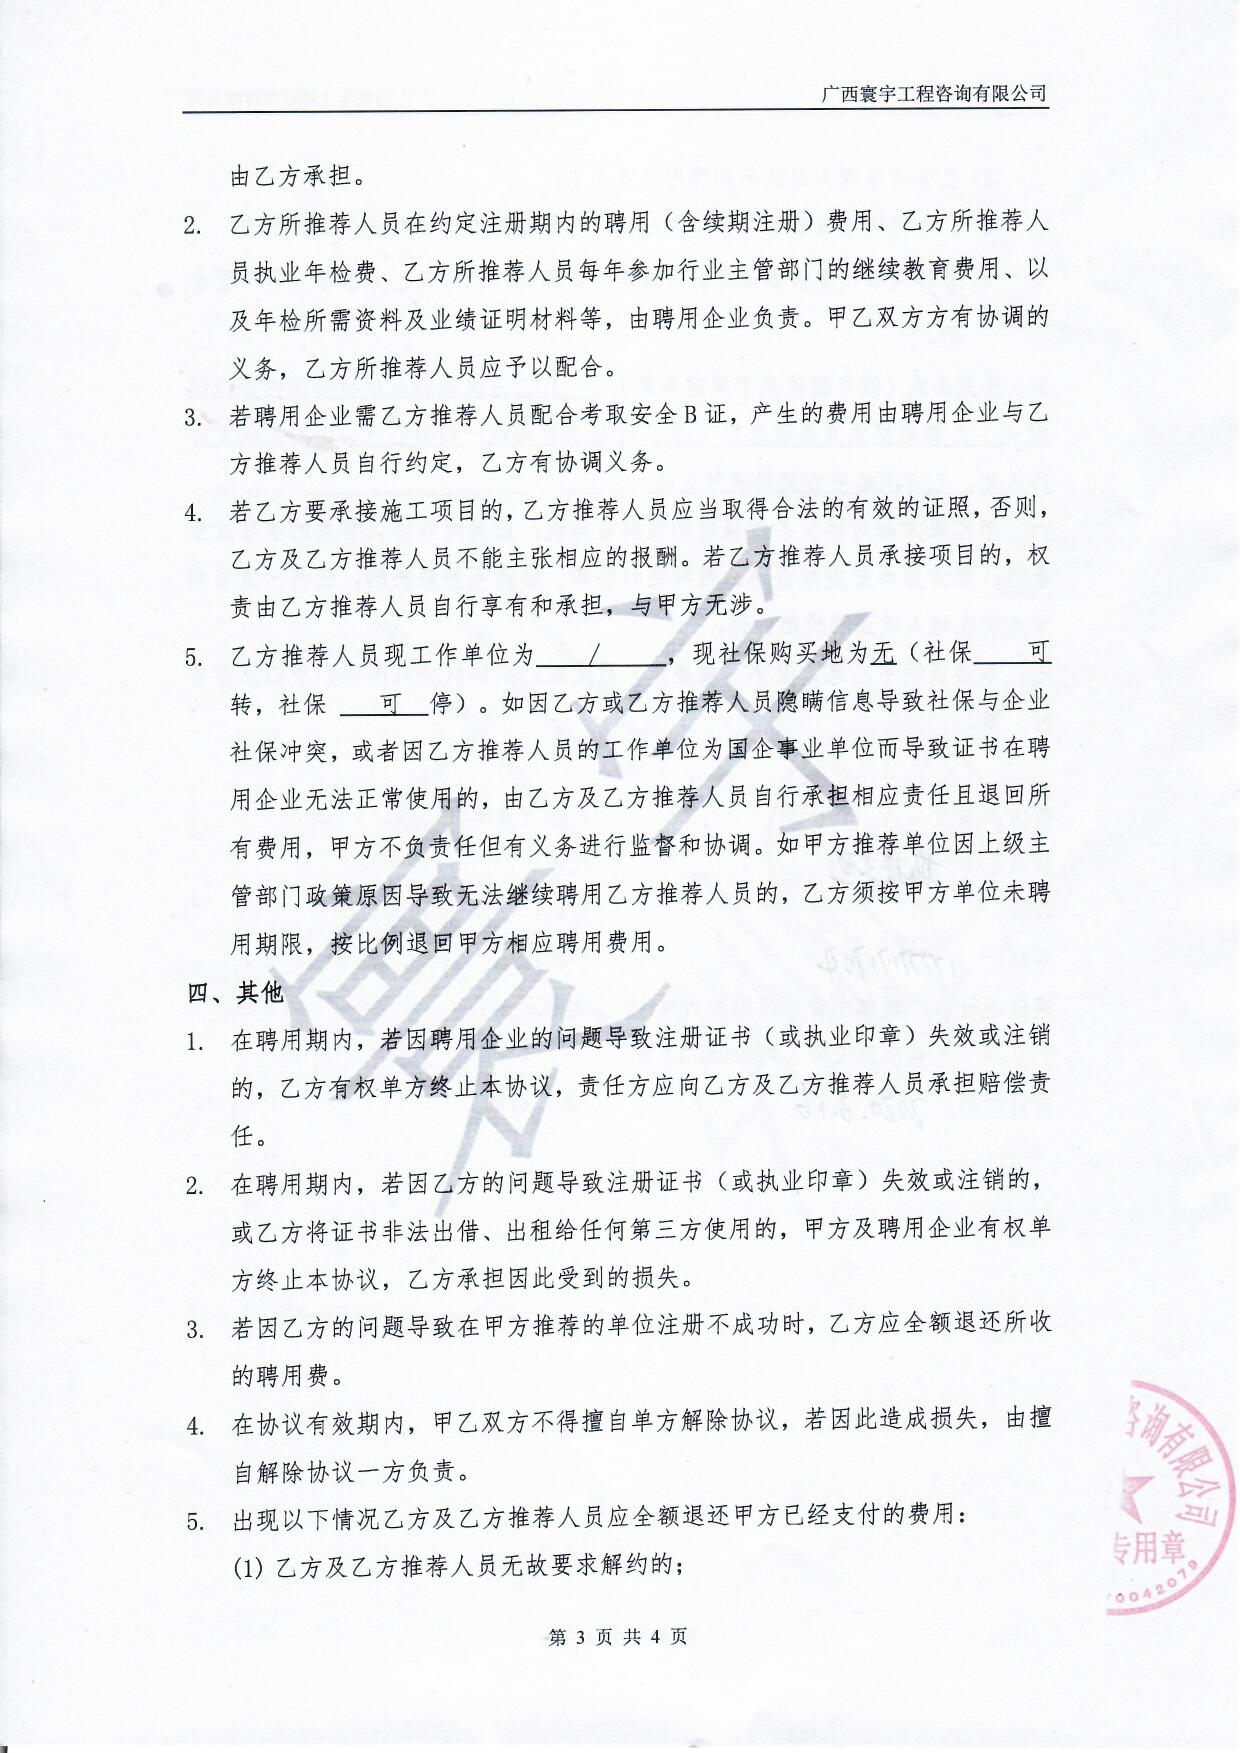 广西寰宇工程咨询有限公司
由乙方承担。
2. 乙方所推荐人员在约定注册期内的聘用（含续期注册）费用、乙方所推荐人
员执业年检费、乙方所推荐人员每年参加行业主管部门的继续教育费用、以
及年检所需资料及业绩证明材料等，由聘用企业负责。甲乙双方方有协调的
义务，乙方所推荐人员应予以配合。
3. 若聘用企业需乙方推荐人员配合考取安全B证，产生的费用由聘用企业与乙
方推荐人员自行约定，乙方有协调义务。
4. 若乙方要承接施工项目的，乙方推荐人员应当取得合法的有效的证照，否则，
乙方及乙方推荐人员不能主张相应的报酬。若乙方推荐人员承接项目的，权
责由乙方推荐人员自行享有和承担，与甲方无涉。
5. 乙方推荐人员现工作单位为 / ，现社保购买地为无（社保 可
转，社保 可 停）。如因乙方或乙方推荐人员隐瞒信息导致社保与企业
社保冲突，或者因乙方推荐人员的工作单位为国企事业单位而导致证书在聘
用企业无法正常使用的，由乙方及乙方推荐人员自行承担相应责任且退回所
有费用，甲方不负责任但有义务进行监督和协调。如甲方推荐单位因上级主
管部门政策原因导致无法继续聘用乙方推荐人员的，乙方须按甲方单位未聘
用期限，按比例退回甲方相应聘用费用。
四、其他
1. 在聘用期内，若因聘用企业的问题导致注册证书（或执业印章）失效或注销
的，乙方有权单方终止本协议，责任方应向乙方及乙方推荐人员承担赔偿责
任。
2. 在聘用期内，若因乙方的问题导致注册证书（或执业印章）失效或注销的，
或乙方将证书非法出借、出租给任何第三方使用的，甲方及聘用企业有权单
方终止本协议，乙方承担因此受到的损失。
3. 若因乙方的问题导致在甲方推荐的单位注册不成功时，乙方应全额退还所收
的聘用费。
4. 在协议有效期内，甲乙双方不得擅自单方解除协议，若因此造成损失，由擅
自解除协议一方负责。
5. 出现以下情况乙方及乙方推荐人员应全额退还甲方已经支付的费用：
(1) 乙方及乙方推荐人员无故要求解约的；
第 3 页 共 4 页
寰宇
咨询有限公司
专用章
0042079